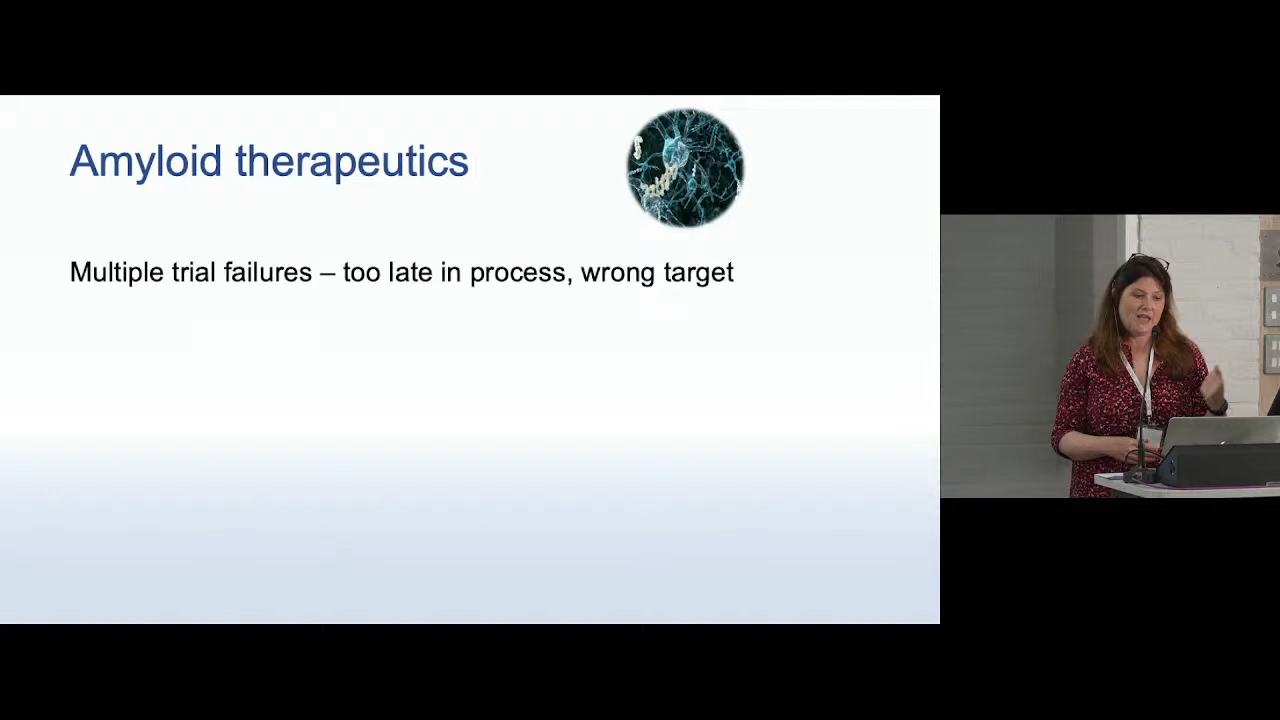 Amyloid therapeutics
Multiple trial failures – too late in process, wrong target